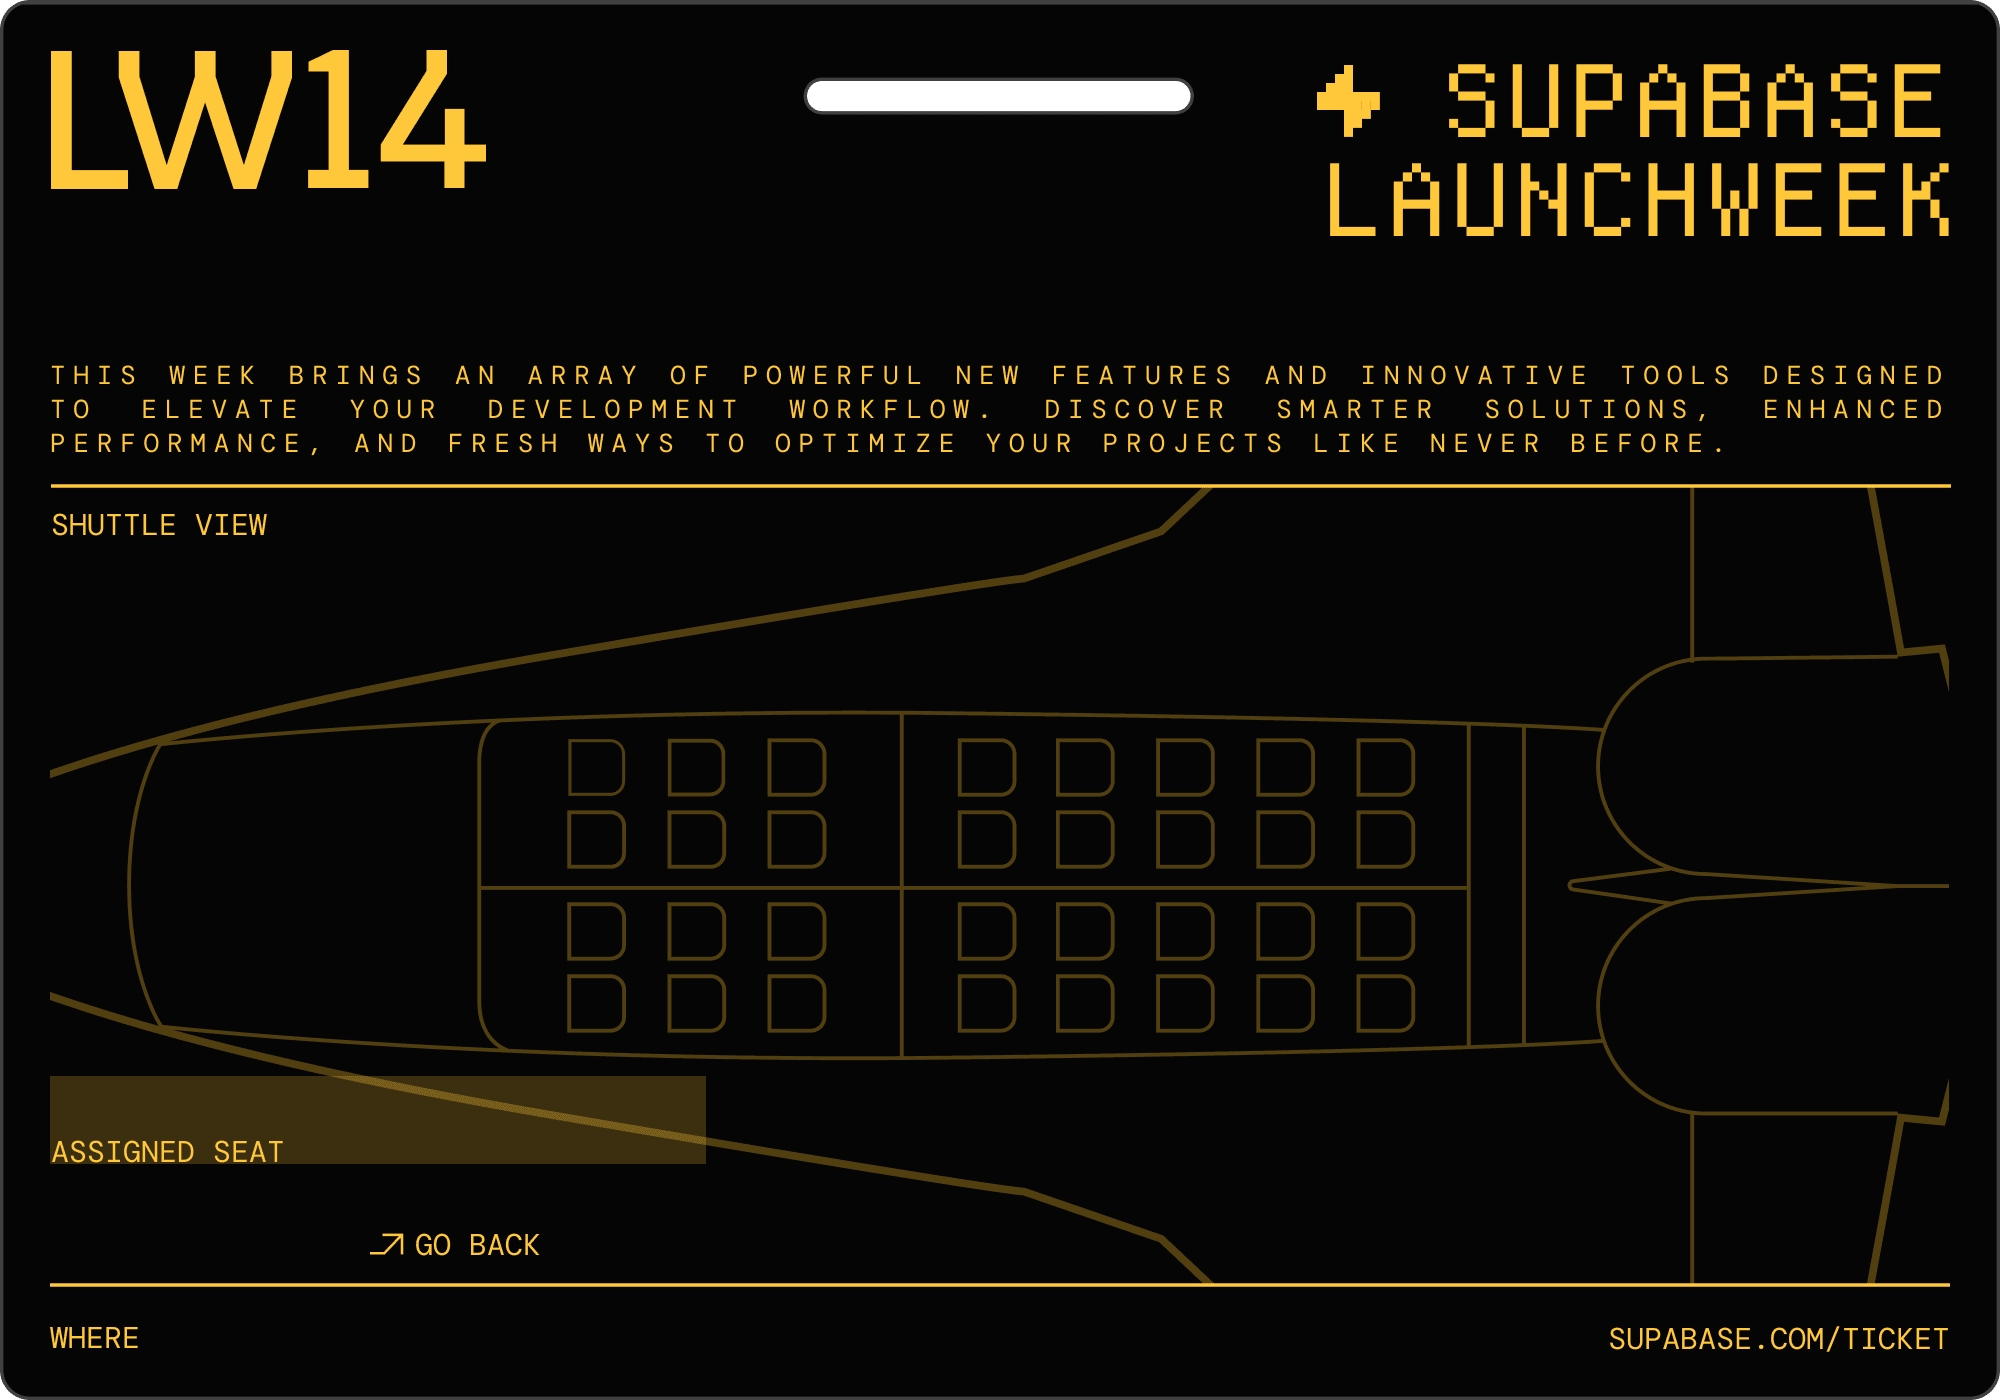 LW14
SUPABASE
LAUNCHWEEK
THIS WEEK BRINGS AN ARRAY OF POWERFUL NEW FEATURES AND INNOVATIVE TOOLS DESIGNED
TO ELEVATE YOUR DEVELOPMENT WORKFLOW. DISCOVER SMARTER SOLUTIONS, ENHANCED
PERFORMANCE, AND FRESH WAYS TO OPTIMIZE YOUR PROJECTS LIKE NEVER BEFORE.
SHUTTLE VIEW
ASSIGNED SEAT
GO BACK
WHERE
SUPABASE.COM/TICKET